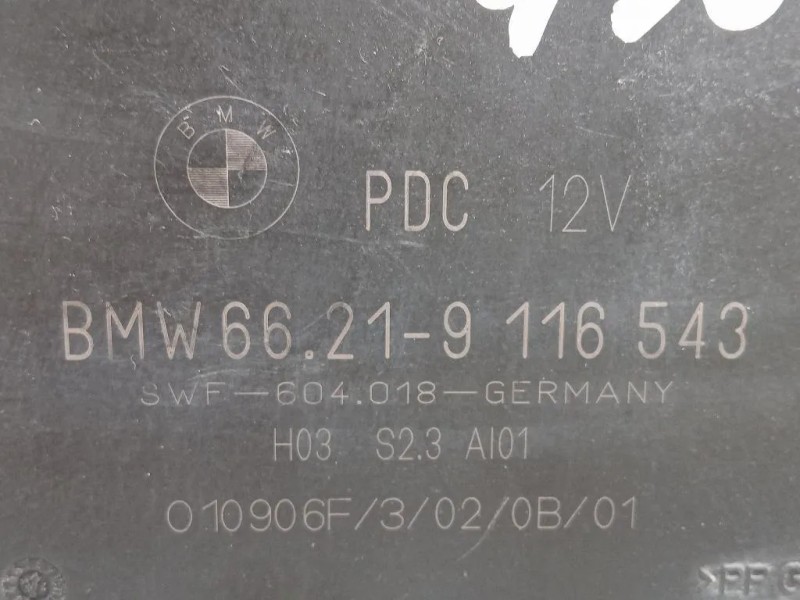 BMW
PDC 12V
BMW 66.21-9 116 543
SWF-604.018-GERMANY
H03 S2.3 AI01
010906F/3/02/0B/01